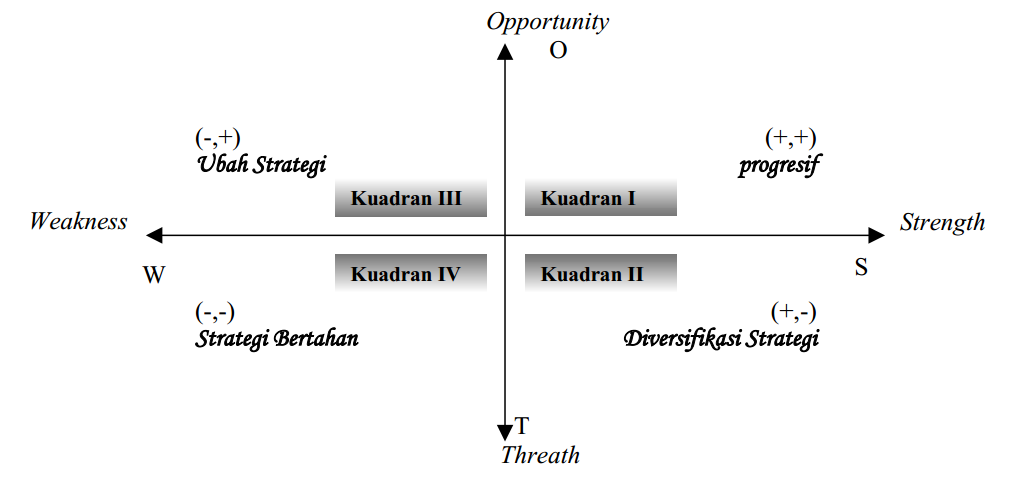 Opportunity
O
(-,+)
Ubah Strategi
(+,+)
progresif
Kuadran III
Kuadran I
Weakness
Strength
W
S
Kuadran IV
Kuadran II
(-,-)
Strategi Bertahan
(+,-)
Diversifikasi Strategi
T
Threath